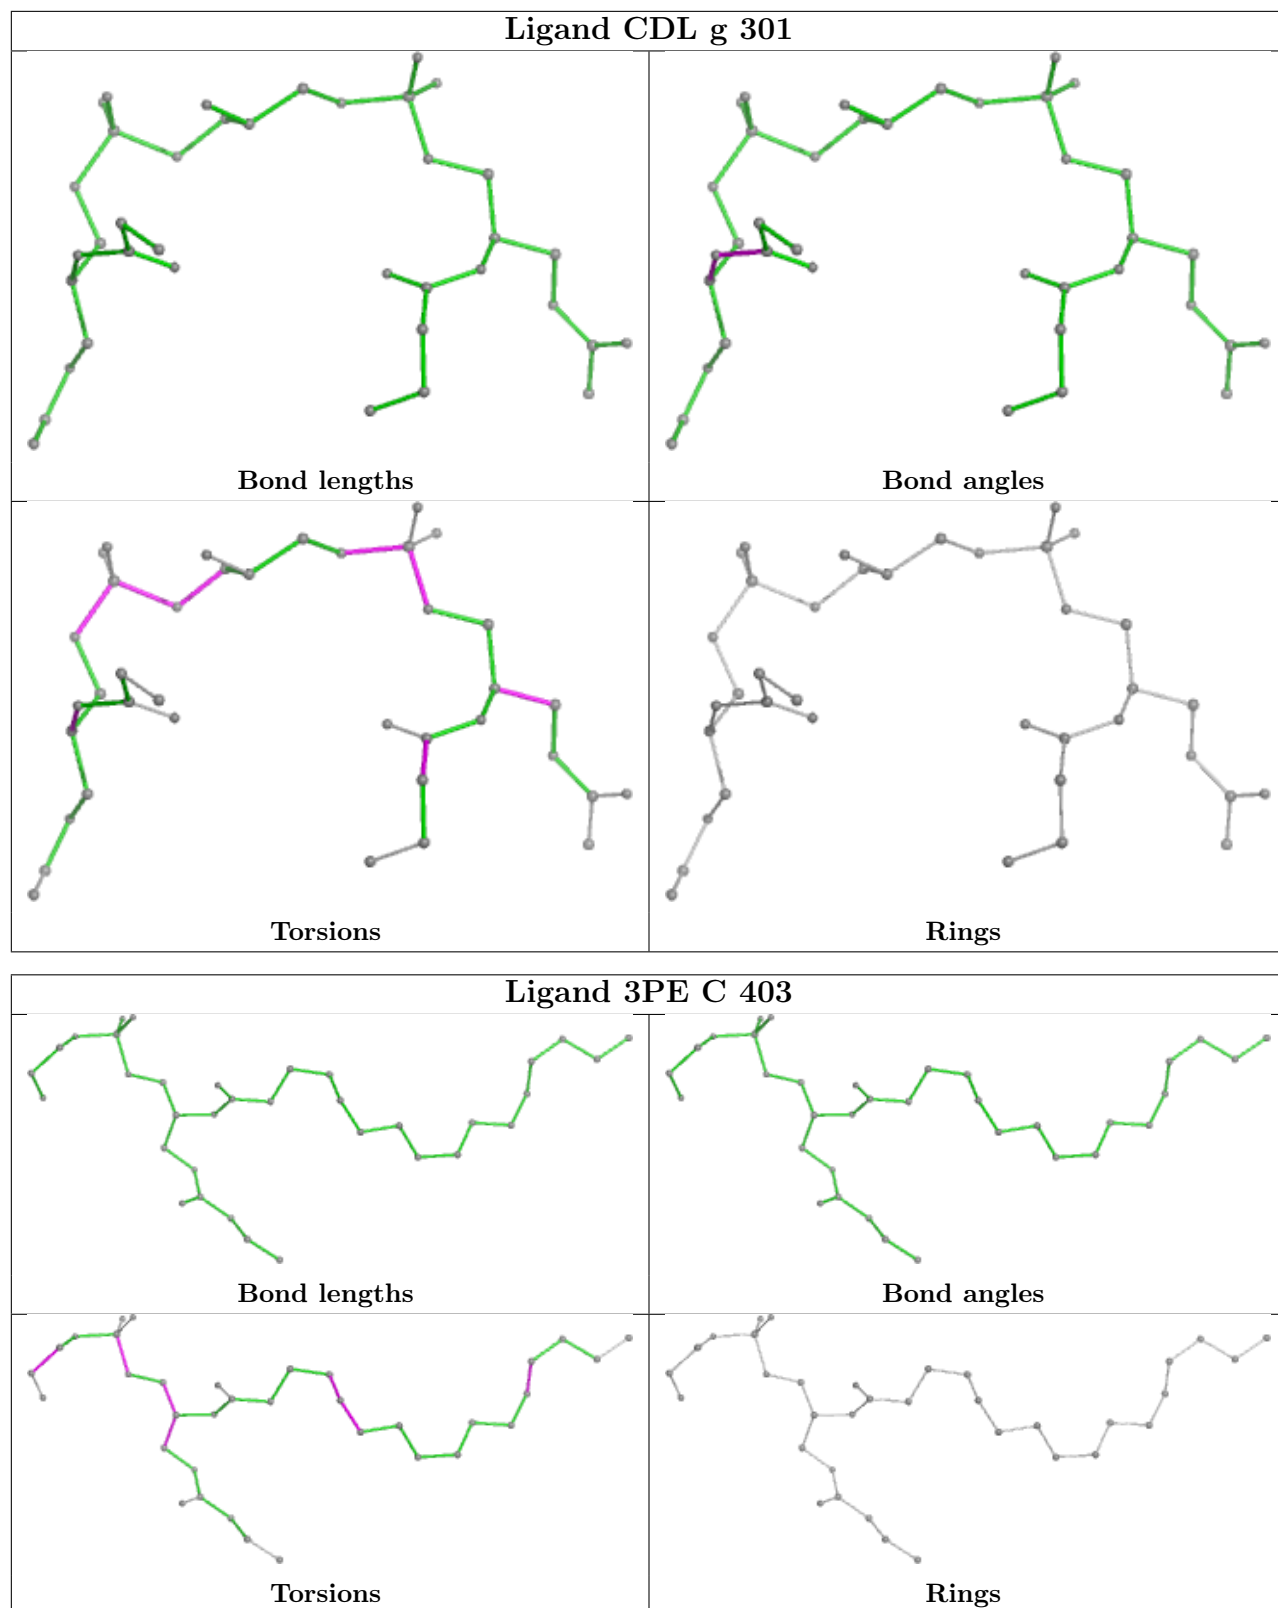 Ligand CDL g 301
Bond lengths
Bond angles
Torsions
Rings
Ligand 3PE C 403
Bond lengths
Bond angles
Torsions
Rings